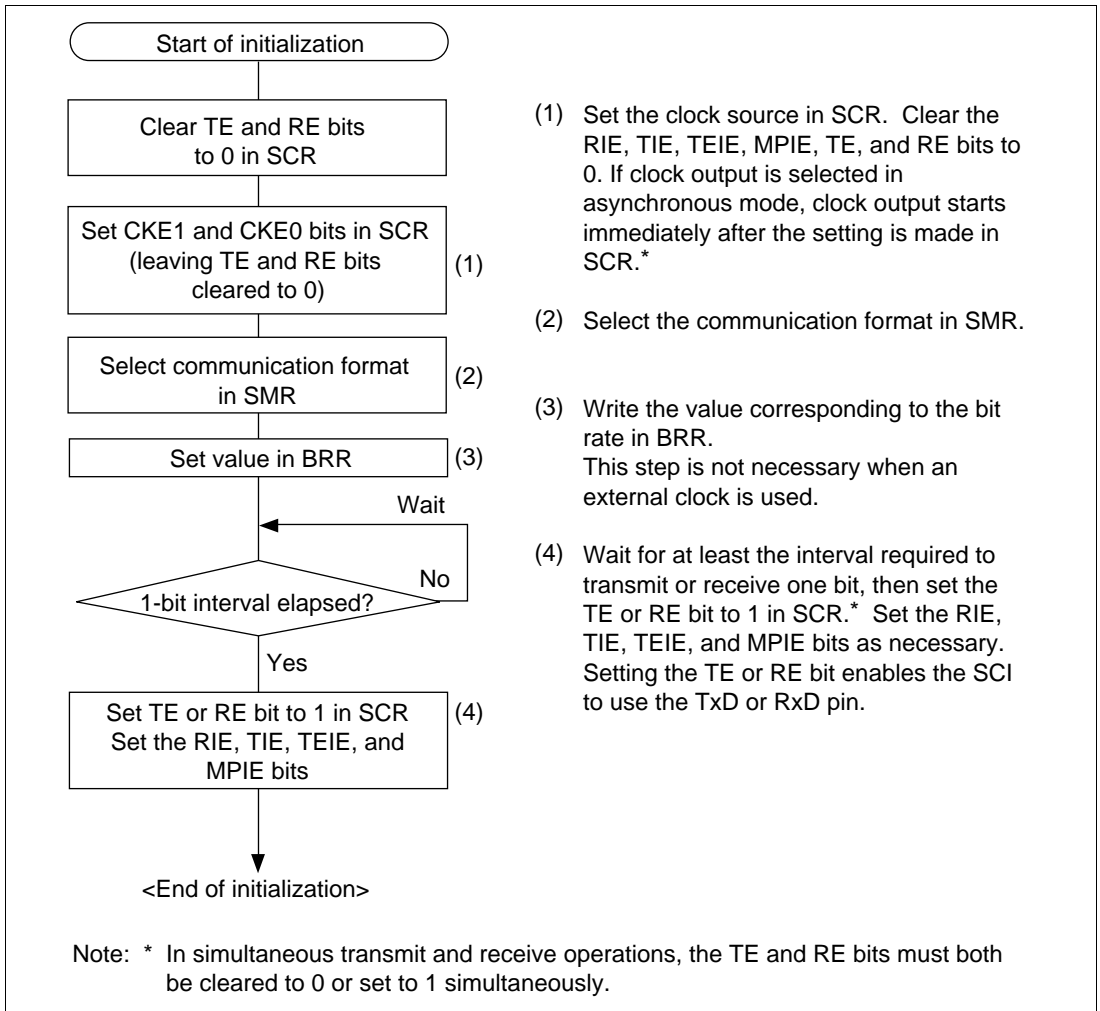 Start of initialization
Clear TE and RE bits
to 0 in SCR
Set CKE1 and CKE0 bits in SCR
(leaving TE and RE bits
cleared to 0)
(1)
Select communication format
in SMR
(2)
Set value in BRR
(3)
Wait
No
1-bit interval elapsed?
Yes
Set TE or RE bit to 1 in SCR
Set the RIE, TIE, TEIE, and
MPIE bits
(4)
<End of initialization>
(1) Set the clock source in SCR. Clear the
RIE, TIE, TEIE, MPIE, TE, and RE bits to
0. If clock output is selected in
asynchronous mode, clock output starts
immediately after the setting is made in
SCR.*
(2) Select the communication format in SMR.
(3) Write the value corresponding to the bit
rate in BRR.
This step is not necessary when an
external clock is used.
(4) Wait for at least the interval required to
transmit or receive one bit, then set the
TE or RE bit to 1 in SCR.* Set the RIE,
TIE, TEIE, and MPIE bits as necessary.
Setting the TE or RE bit enables the SCI
to use the TxD or RxD pin.
Note: * In simultaneous transmit and receive operations, the TE and RE bits must both
be cleared to 0 or set to 1 simultaneously.